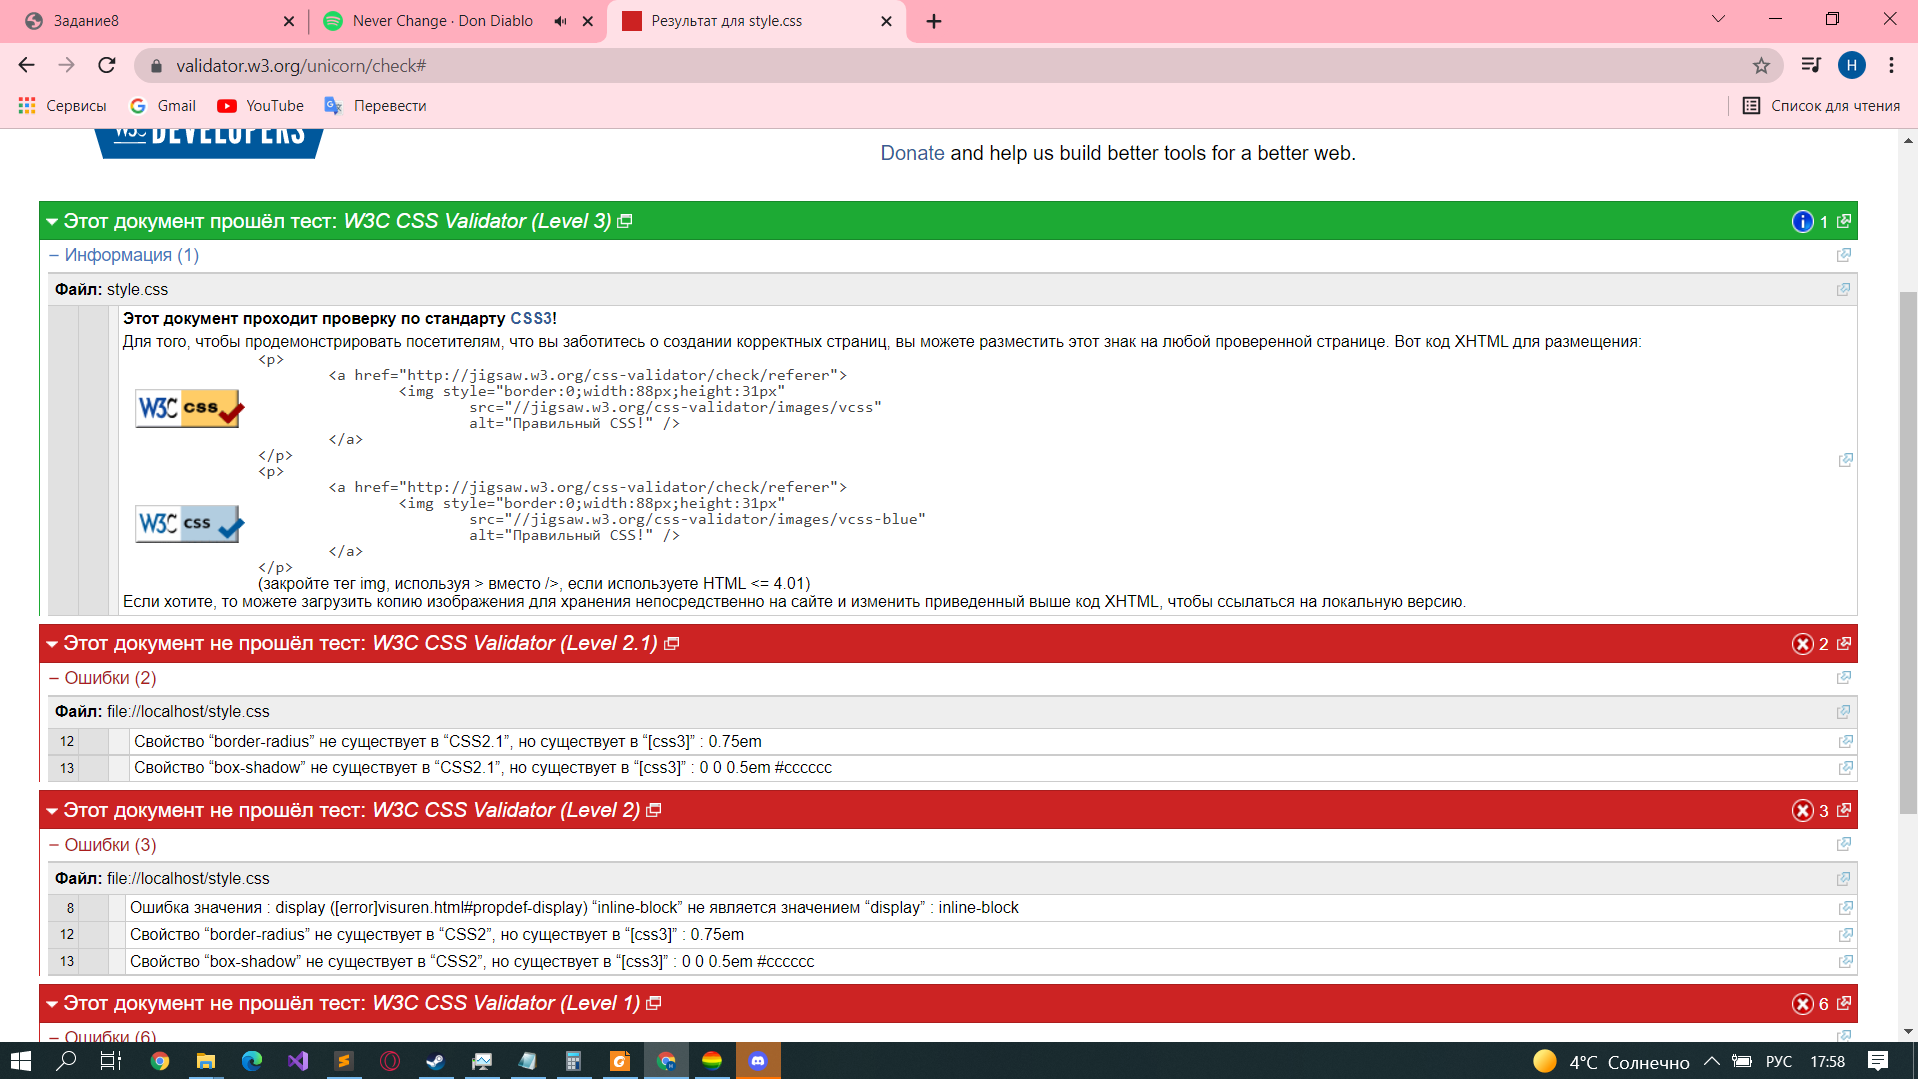 Задание8
Never Change · Don Diablo
Результат для style.css
validator.w3.org/unicorn/check#
H
Сервисы
Gmail
YouTube
Перевести
Список для чтения
W3C DEVELOPERS
Donate and help us build better tools for a better web.
Этот документ прошёл тест: W3C CSS Validator (Level 3)
1
− Информация (1)
Файл: style.css
Этот документ проходит проверку по стандарту CSS3!
Для того, чтобы продемонстрировать посетителям, что вы заботитесь о создании корректных страниц, вы можете разместить этот знак на любой проверенной странице. Вот код XHTML для размещения:
<p>
<a href="http://jigsaw.w3.org/css-validator/check/referer">
<img style="border:0;width:88px;height:31px"
W3C css
src="//jigsaw.w3.org/css-validator/images/vcss"
alt="Правильный CSS!" />
</a>
</p>
<p>
<a href="http://jigsaw.w3.org/css-validator/check/referer">
<img style="border:0;width:88px;height:31px"
W3C css
src="//jigsaw.w3.org/css-validator/images/vcss-blue"
alt="Правильный CSS!" />
</a>
</p>
(закройте тег img, используя > вместо />, если используете HTML <= 4.01)
Если хотите, то можете загрузить копию изображения для хранения непосредственно на сайте и изменить приведенный выше код XHTML, чтобы ссылаться на локальную версию.
Этот документ не прошёл тест: W3C CSS Validator (Level 2.1)
2
− Ошибки (2)
Файл: file://localhost/style.css
12 Свойство “border-radius” не существует в “CSS2.1”, но существует в “[css3]” : 0.75em
13 Свойство “box-shadow” не существует в “CSS2.1”, но существует в “[css3]” : 0 0 0.5em #cccccc
Этот документ не прошёл тест: W3C CSS Validator (Level 2)
3
− Ошибки (3)
Файл: file://localhost/style.css
8 Ошибка значения : display ([error]visuren.html#propdef-display) “inline-block” не является значением “display” : inline-block
12 Свойство “border-radius” не существует в “CSS2”, но существует в “[css3]” : 0.75em
13 Свойство “box-shadow” не существует в “CSS2”, но существует в “[css3]” : 0 0 0.5em #cccccc
Этот документ не прошёл тест: W3C CSS Validator (Level 1)
6
− Ошибки (6)
4°C Солнечно
РУС
17:58